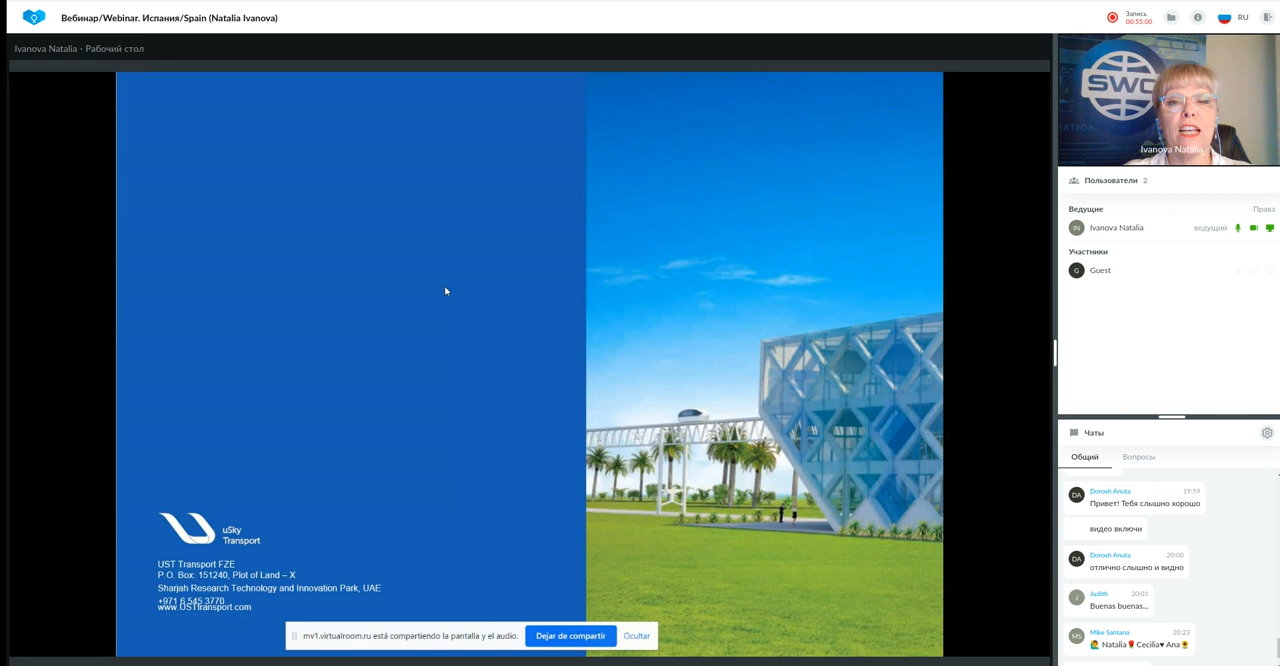 Вебинар/Webinar. Испания/Spain (Natalia Ivanova)
Запись
00:55:00
RU
Ivanova Natalia - Рабочий стол
SWC
Ivanova Natalia
Пользователи 2
Ведущие Права
IN Ivanova Natalia ведущий
Участники
G Guest
Чаты
Общий Вопросы
DA Dorosh Anuta 19:59
Привет! Тебя слышно хорошо
видео включи
DA Dorosh Anuta 20:00
отлично слышно и видно
J Judith 20:01
Buenas buenas...
MS Mike Santana 20:23
🙋‍♂️ Natalia🌹Cecilia♥ Ana🌻
uSky
Transport
UST Transport FZE
P.O. Box: 151240, Plot of Land – X
Sharjah Research Technology and Innovation Park, UAE
+971 6 545 3770
www.USTtransport.com
mv1.virtualroom.ru está compartiendo la pantalla y el audio. Dejar de compartir Ocultar